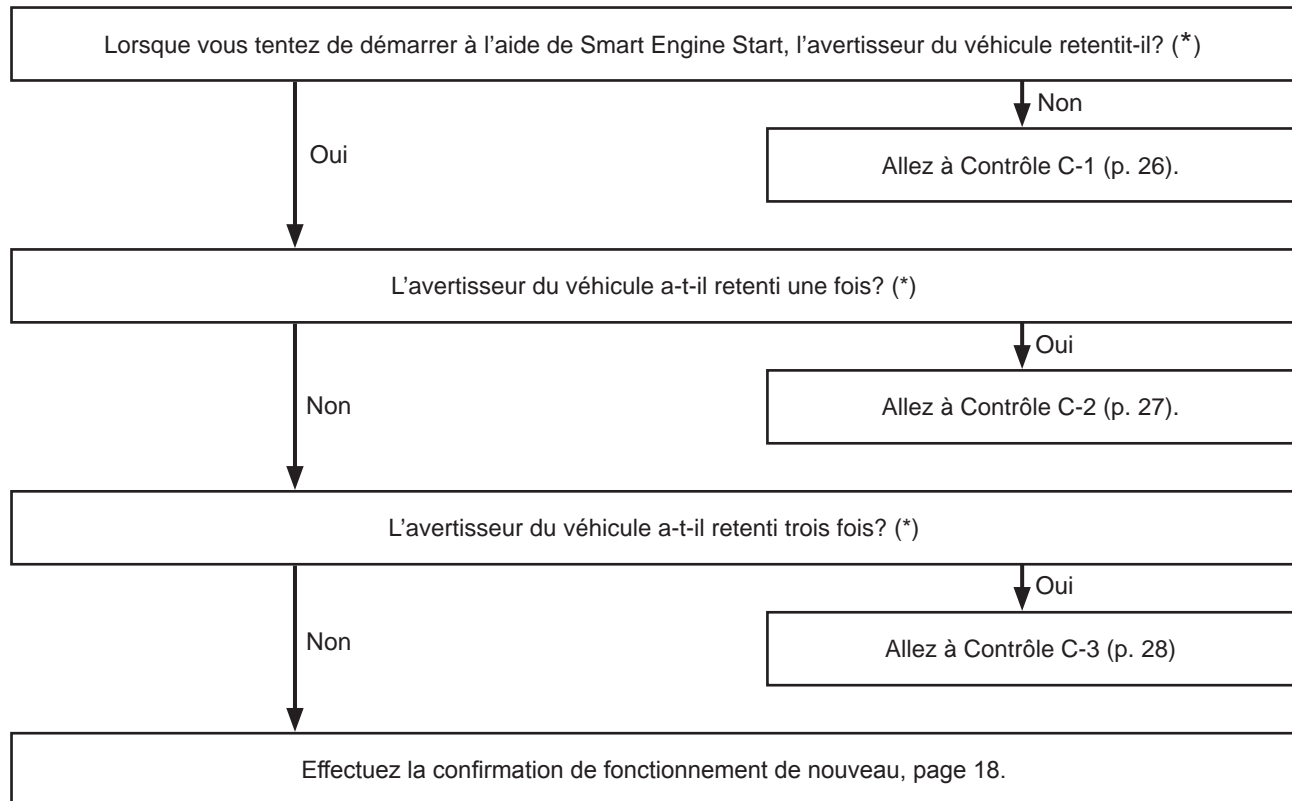 Lorsque vous tentez de démarrer à l’aide de Smart Engine Start, l’avertisseur du véhicule retentit-il? (*)
Non
Oui
Allez à Contrôle C-1 (p. 26).
L’avertisseur du véhicule a-t-il retenti une fois? (*)
Oui
Non
Allez à Contrôle C-2 (p. 27).
L’avertisseur du véhicule a-t-il retenti trois fois? (*)
Oui
Non
Allez à Contrôle C-3 (p. 28)
Effectuez la confirmation de fonctionnement de nouveau, page 18.